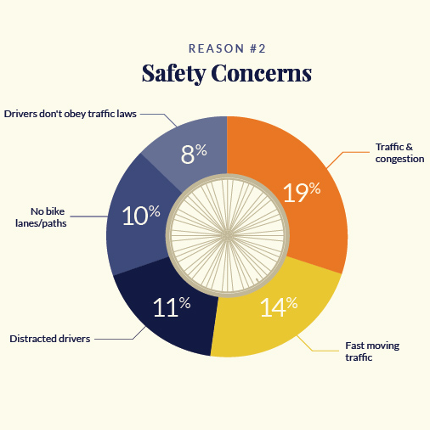 REASON #2
Safety Concerns
Drivers don't obey traffic laws
8%
Traffic &
congestion
19%
No bike
lanes/paths
10%
11%
14%
Distracted drivers
Fast moving
traffic